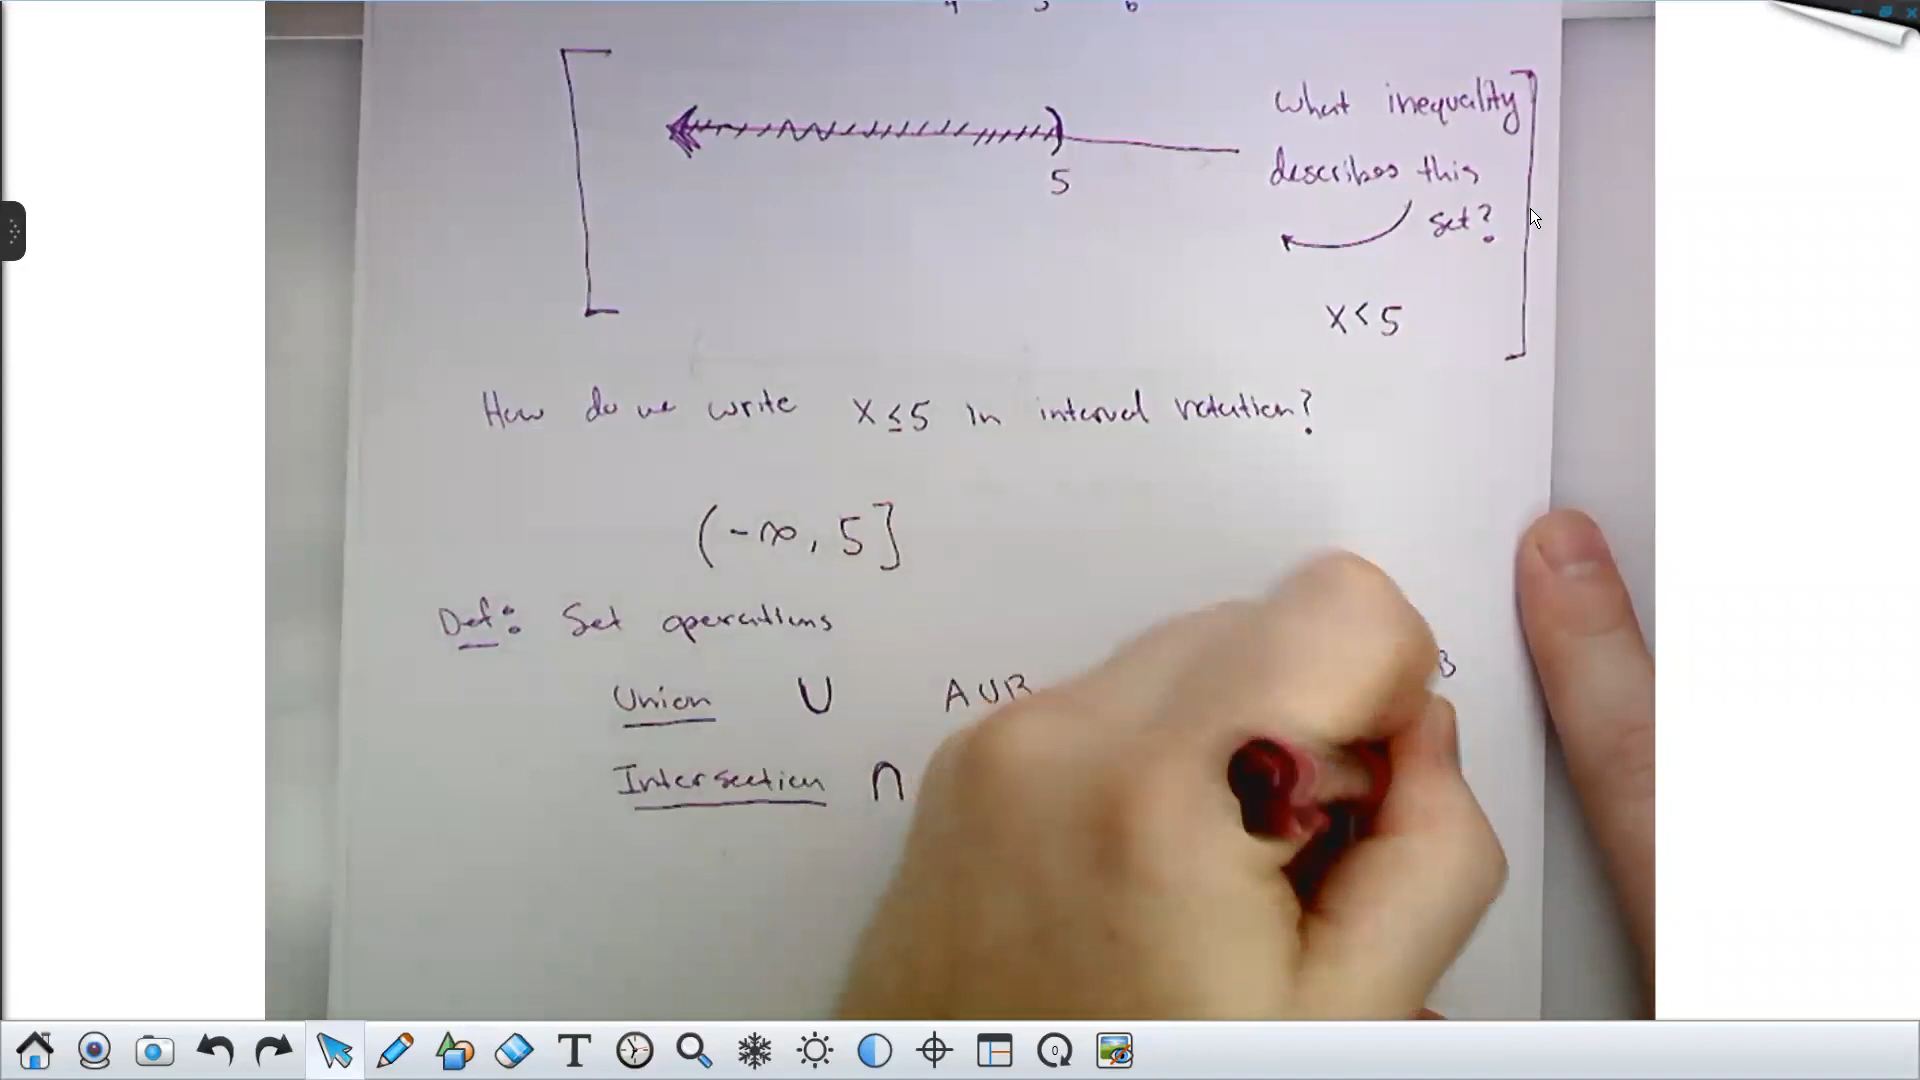 5
What inequality
describes this
set?
x < 5
How do we write x ≤ 5 in interval notation?
(-∞, 5]
Def: Set operations
Union ∪ A∪B
B
Intersection ∩
T
0